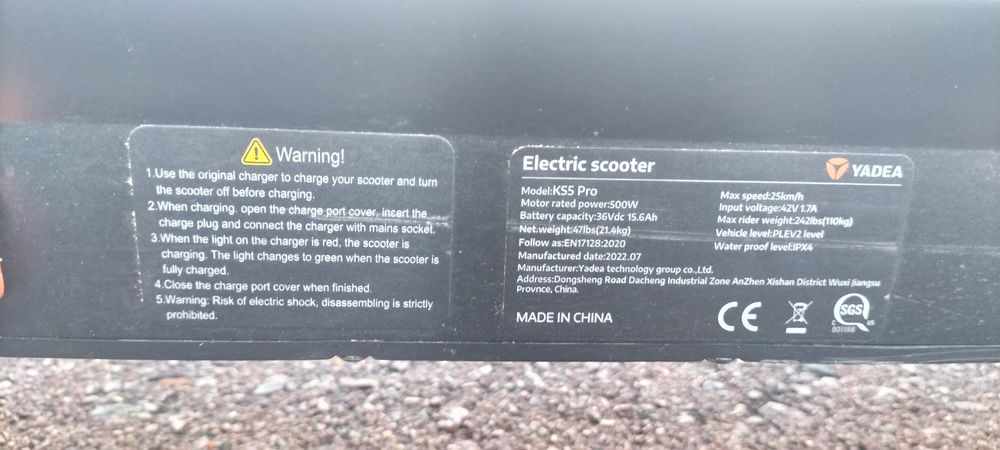 Warning!
1.Use the original charger to charge your scooter and turn
the scooter off before charging.
2.When charging, open the charge port cover, insert the
charge plug and connect the charger with mains socket.
3.When the light on the charger is red, the scooter is
charging. The light changes to green when the scooter is
fully charged.
4.Close the charge port cover when finished.
5.Warning: Risk of electric shock, disassembling is strictly
prohibited.
Electric scooter
YADEA
Model:KS5 Pro
Motor rated power:500W
Battery capacity:36Vdc 15.6Ah
Net.weight:47lbs(21.4kg)
Follow as:EN17128:2020
Manufactured date:2022.07
Max speed:25km/h
Input voltage:42V 1.7A
Max rider weight:242lbs(110kg)
Vehicle level:PLEV2 level
Water proof level:IPX4
Manufacturer:Yadea technology group co.,Ltd.
Address:Dongsheng Road Dacheng Industrial Zone AnZhen Xishan District Wuxi Jiangsu
Provnce, China.
MADE IN CHINA
CE
SGS
C US
801188